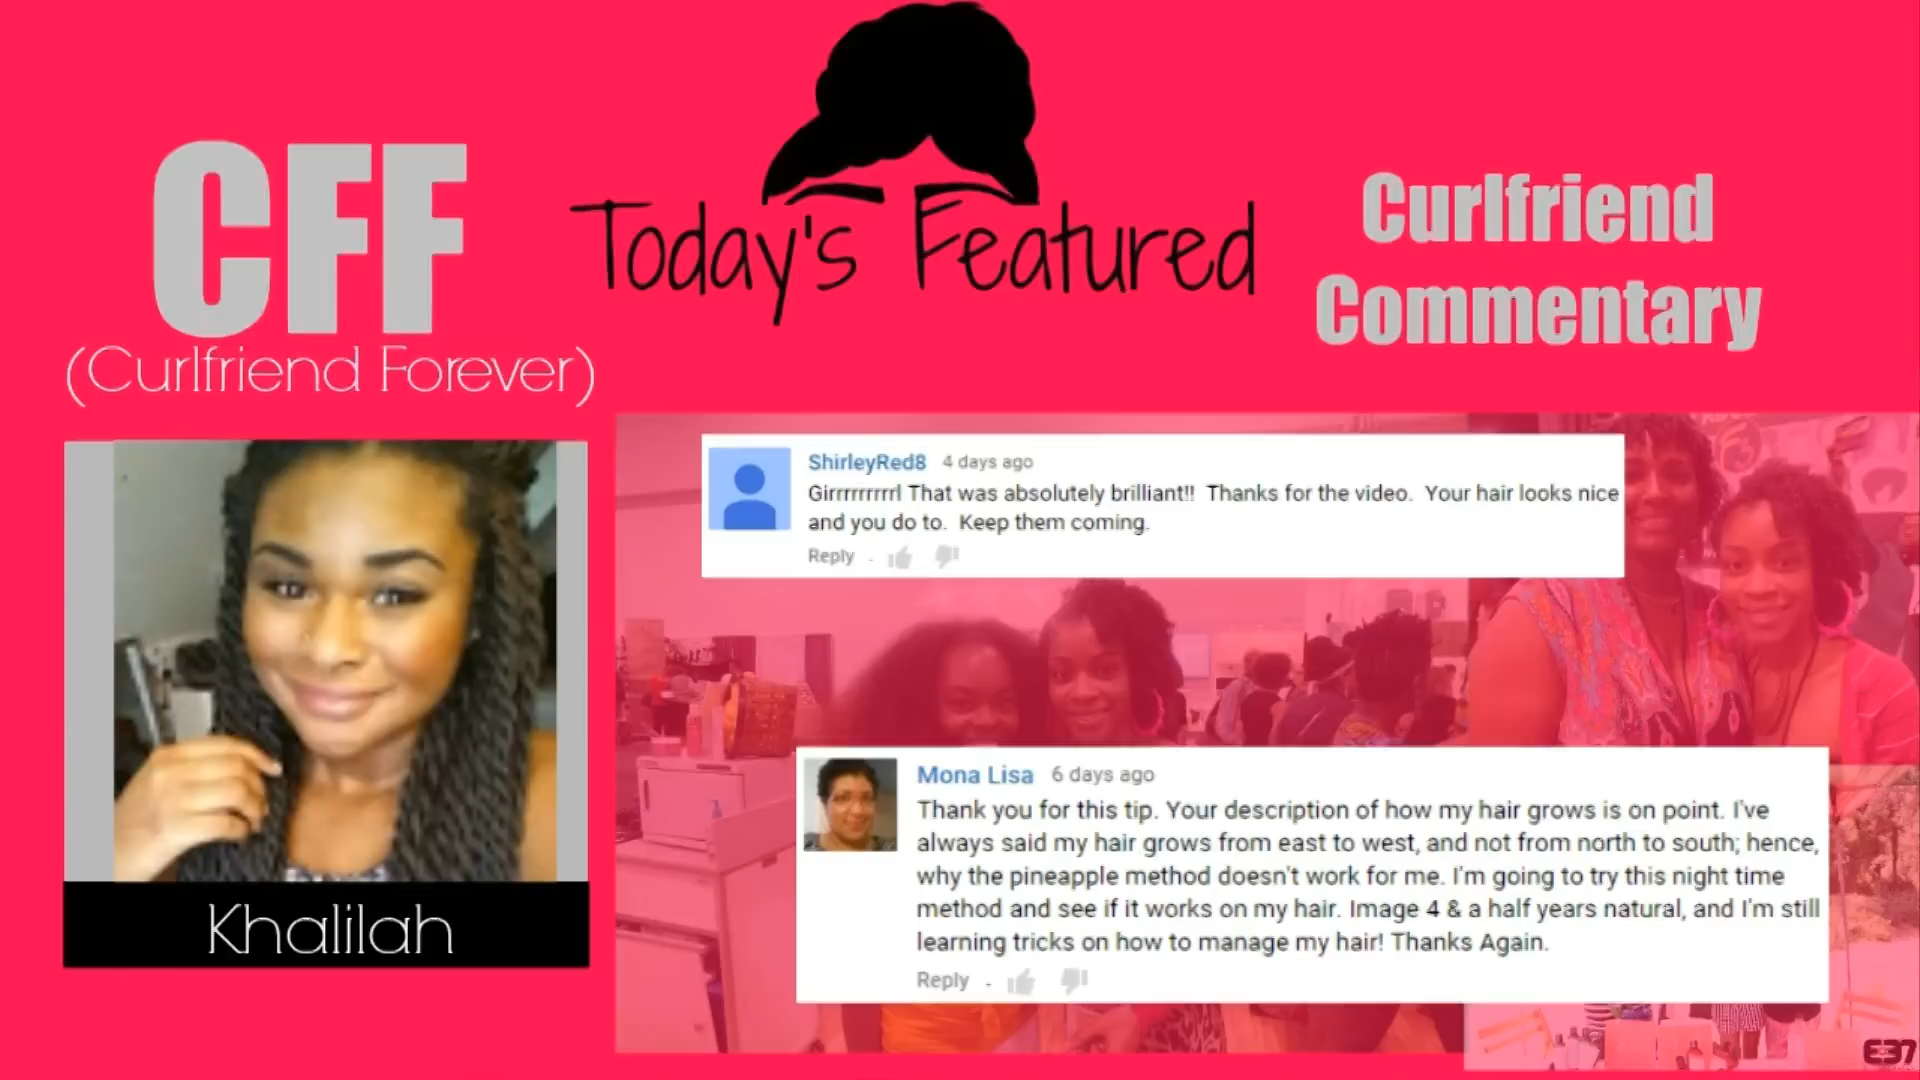 CFF
(Curlfriend Forever)
Today's Featured
Curlfriend
Commentary
Khalilah
ShirleyRed8 4 days ago
Girrrrrrrrrl That was absolutely brilliant!! Thanks for the video. Your hair looks nice
and you do to. Keep them coming.
Reply
Mona Lisa 6 days ago
Thank you for this tip. Your description of how my hair grows is on point. I've
always said my hair grows from east to west, and not from north to south; hence,
why the pineapple method doesn't work for me. I'm going to try this night time
method and see if it works on my hair. Image 4 & a half years natural, and I'm still
learning tricks on how to manage my hair! Thanks Again.
Reply
E37